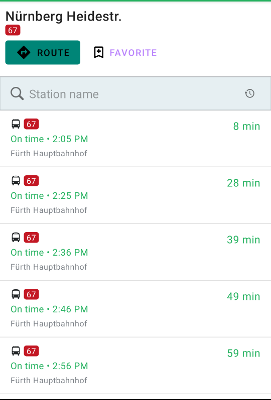 Nürnberg Heidestr.
67
ROUTE FAVORITE
Station name
67 8 min
On time • 2:05 PM
Fürth Hauptbahnhof
67 28 min
On time • 2:25 PM
Fürth Hauptbahnhof
67 39 min
On time • 2:36 PM
Fürth Hauptbahnhof
67 49 min
On time • 2:46 PM
Fürth Hauptbahnhof
67 59 min
On time • 2:56 PM
Fürth Hauptbahnhof